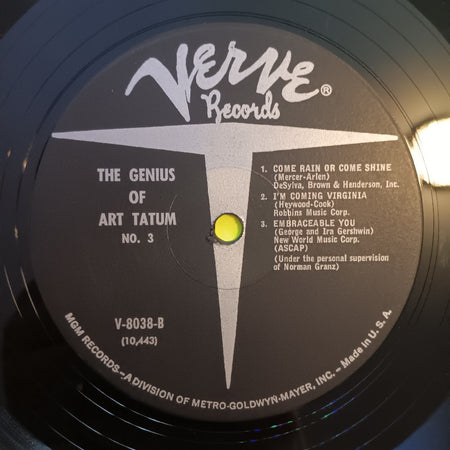 VERVE®
Records
THE GENIUS
OF
ART TATUM
NO. 3
1. COME RAIN OR COME SHINE
(Mercer-Arlen)
DeSylva, Brown & Henderson, Inc.
2. I'M COMING VIRGINIA
(Heywood-Cook)
Robbins Music Corp.
3. EMBRACEABLE YOU
(George and Ira Gershwin)
New World Music Corp.
(ASCAP)
(Under the personal supervision
of Norman Granz)
V-8038-B
(10,443)
MGM RECORDS—A DIVISION OF METRO-GOLDWYN-MAYER, INC.—Made in U.S.A.